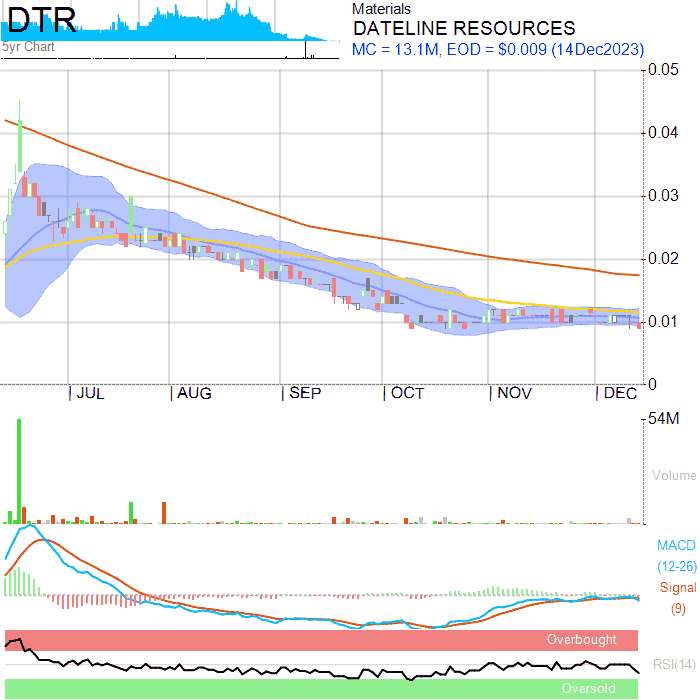 DTR
5yr Chart
Materials
DATELINE RESOURCES
MC = 13.1M, EOD = $0.009 (14Dec2023)
0.05
0.04
0.03
0.02
0.01
0
JUL
AUG
SEP
OCT
NOV
DEC
54M
Volume
MACD
(12-26)
Signal
(9)
Overbought
RSI(14)
Oversold